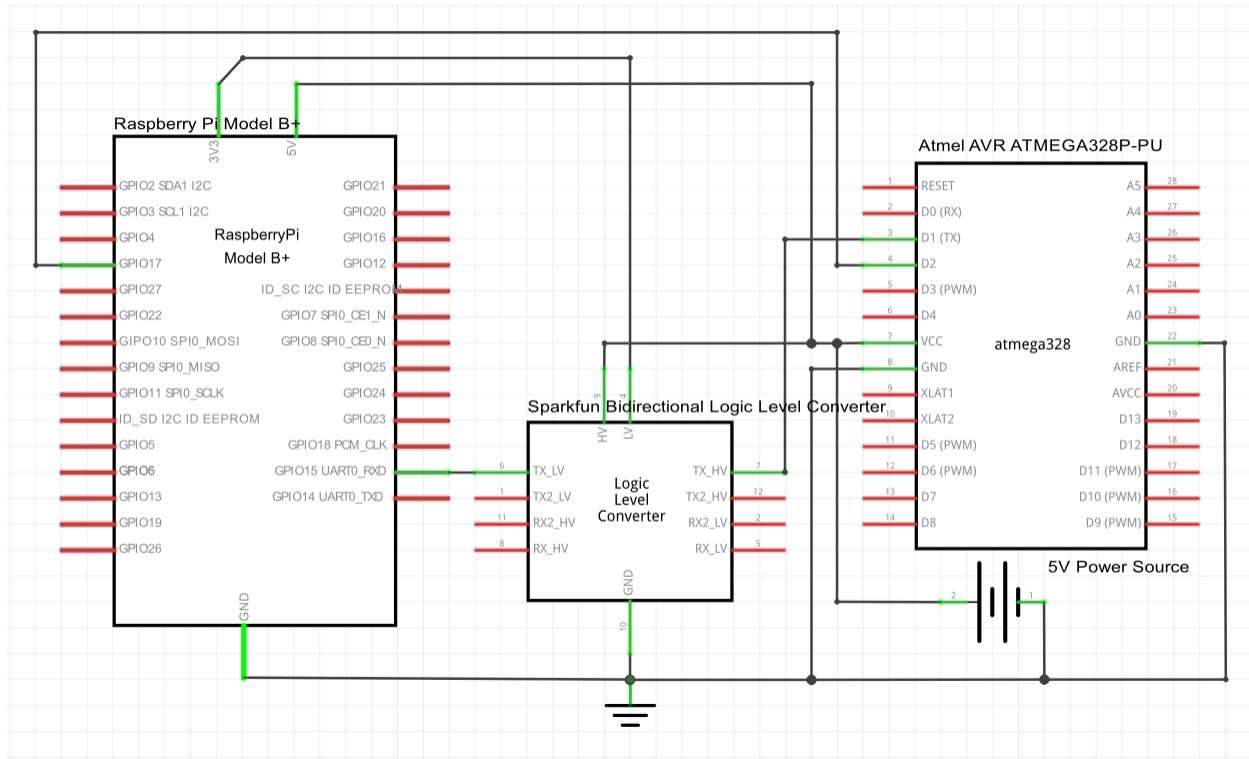 Raspberry Pi Model B+
3V3
5V
GPIO2 SDA1 I2C
GPIO3 SCL1 I2C
GPIO4
GPIO17
GPIO27
GPIO22
GIPO10 SPI0_MOSI
GPIO9 SPI0_MISO
GPIO11 SPI0_SCLK
ID_SD I2C ID EEPROM
GPIO5
GPIO6
GPIO13
GPIO19
GPIO26
RaspberryPi
Model B+
GPIO21
GPIO20
GPIO16
GPIO12
ID_SC I2C ID EEPROM
GPIO7 SPI0_CE1_N
GPIO8 SPI0_CE0_N
GPIO25
GPIO24
GPIO23
GPIO18 PCM_CLK
GPIO15 UART0_RXD
GPIO14 UART0_TXD
GND
Sparkfun Bidirectional Logic Level Converter
9
4
HV
LV
6 TX_LV
1 TX2_LV
11 RX2_HV
8 RX_HV
Logic
Level
Converter
TX_HV 7
TX2_HV 12
RX2_LV 2
RX_LV 5
GND
10
Atmel AVR ATMEGA328P-PU
1 RESET
2 D0 (RX)
3 D1 (TX)
4 D2
5 D3 (PWM)
6 D4
7 VCC
8 GND
9 XLAT1
10 XLAT2
11 D5 (PWM)
12 D6 (PWM)
13 D7
14 D8
atmega328
A5 28
A4 27
A3 26
A2 25
A1 24
A0 23
GND 22
AREF 21
AVCC 20
D13 19
D12 18
D11 (PWM) 17
D10 (PWM) 16
D9 (PWM) 15
5V Power Source
2
1